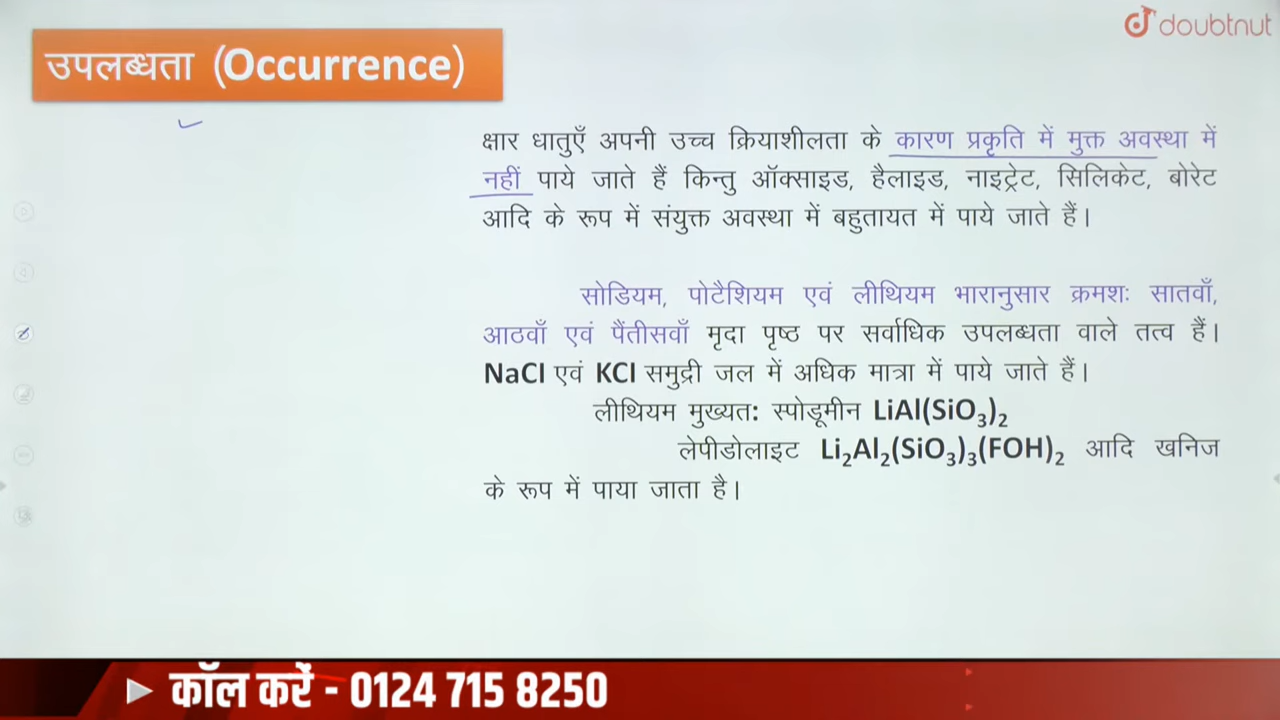 doubtnut
उपलब्धता (Occurrence)
क्षार धातुएँ अपनी उच्च क्रियाशीलता के कारण प्रकृति में मुक्त अवस्था में
नहीं पाये जाते हैं किन्तु ऑक्साइड, हैलाइड, नाइट्रेट, सिलिकेट, बोरेट
आदि के रूप में संयुक्त अवस्था में बहुतायत में पाये जाते हैं।
सोडियम, पोटैशियम एवं लीथियम भारानुसार क्रमशः सातवाँ,
आठवाँ एवं पैंतीसवाँ मृदा पृष्ठ पर सर्वाधिक उपलब्धता वाले तत्व हैं।
NaCl एवं KCl समुद्री जल में अधिक मात्रा में पाये जाते हैं।
लीथियम मुख्यत: स्पोडूमीन LiAl(SiO₃)₂
लेपीडोलाइट Li₂Al₂(SiO₃)₃(FOH)₂ आदि खनिज
के रूप में पाया जाता है।
कॉल करें - 0124 715 8250